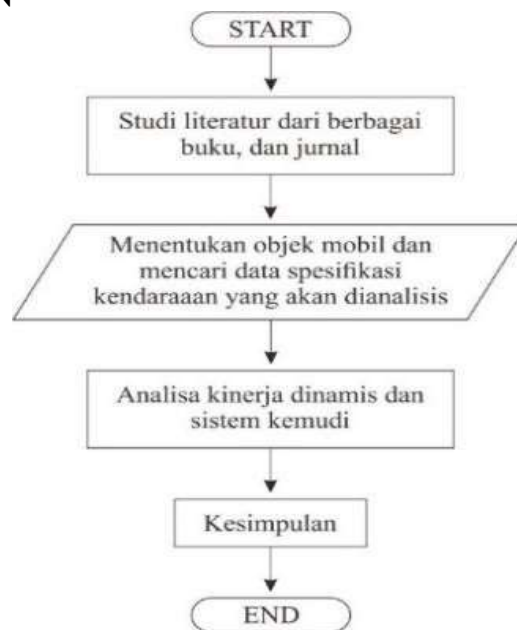 START
Studi literatur dari berbagai
buku, dan jurnal
Menentukan objek mobil dan
mencari data spesifikasi
kendaraaan yang akan dianalisis
Analisa kinerja dinamis dan
sistem kemudi
Kesimpulan
END